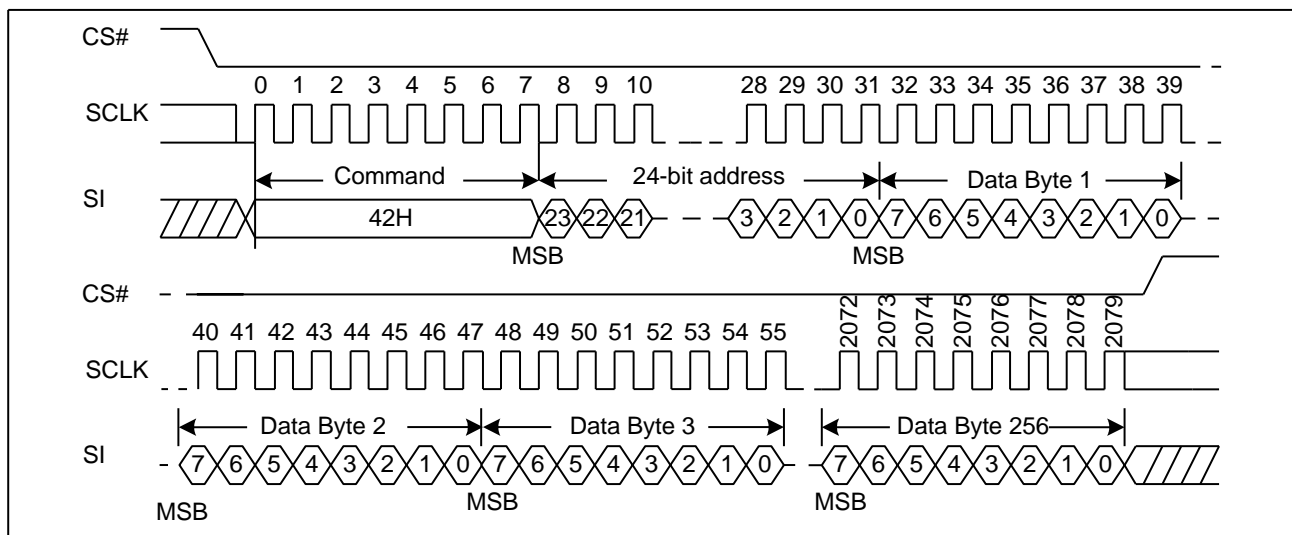 CS#
0 1 2 3 4 5 6 7 8 9 10 28 29 30 31 32 33 34 35 36 37 38 39
SCLK
Command 24-bit address Data Byte 1
SI
42H 23 22 21 3 2 1 0 7 6 5 4 3 2 1 0
MSB MSB
CS#
40 41 42 43 44 45 46 47 48 49 50 51 52 53 54 55 2072 2073 2074 2075 2076 2077 2078 2079
SCLK
Data Byte 2 Data Byte 3 Data Byte 256
SI
7 6 5 4 3 2 1 0 7 6 5 4 3 2 1 0 7 6 5 4 3 2 1 0
MSB MSB MSB